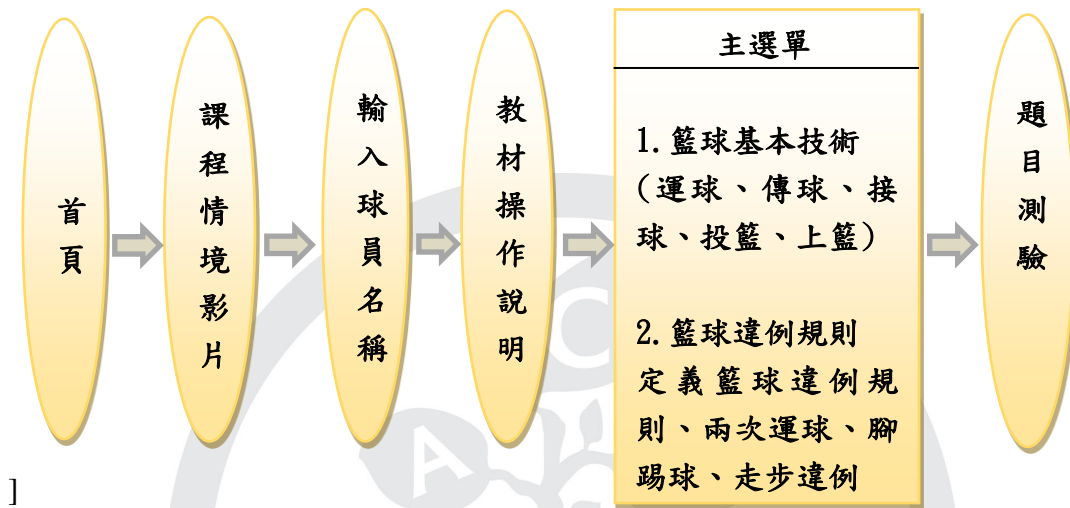 首頁
課程情境影片
輸入球員名稱
教材操作說明
主選單
1.籃球基本技術
(運球、傳球、接
球、投籃、上籃)
2.籃球違例規則
定義籃球違例規
則、兩次運球、腳
踢球、走步違例
題目測驗
]
C
A